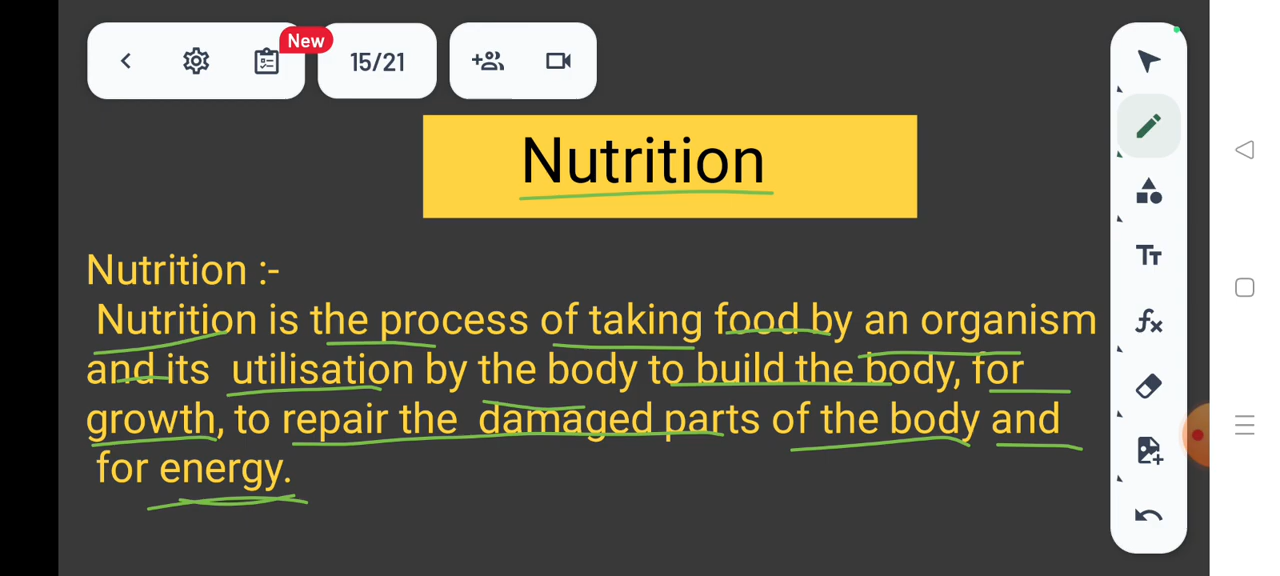 New
15/21
Nutrition
Nutrition :-
Nutrition is the process of taking food by an organism
and its utilisation by the body to build the body, for
growth, to repair the damaged parts of the body and
for energy.
Tт
fx